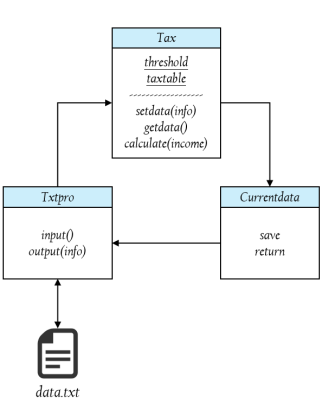 Tax
threshold
taxtable
setdata(info)
getdata()
calculate(income)
Txtpro
input()
output(info)
Currentdata
save
return
data.txt